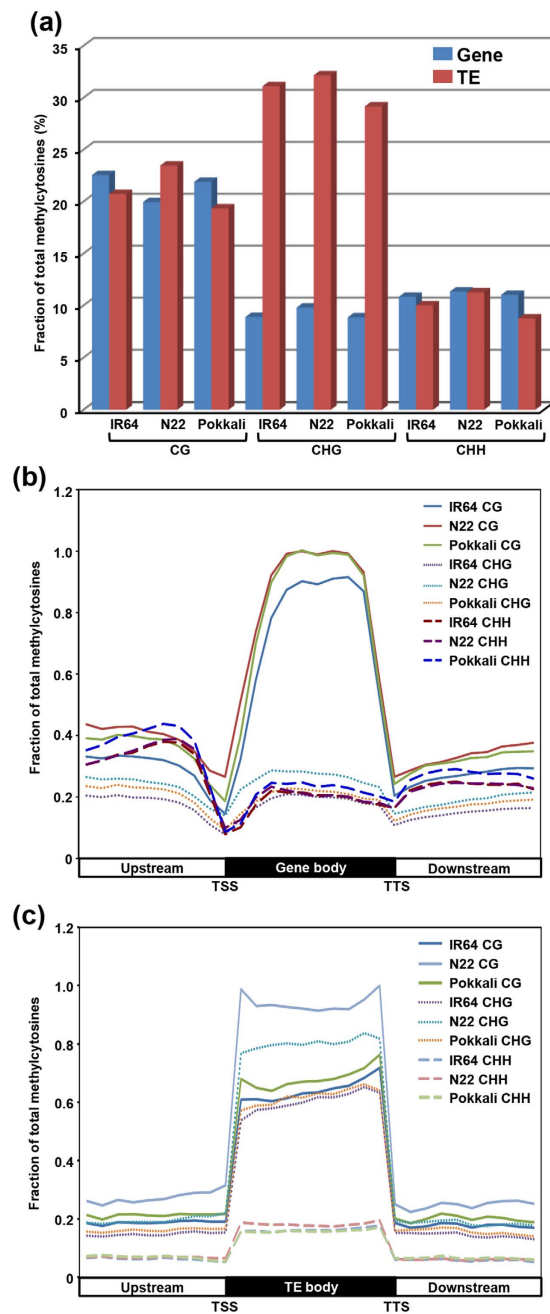 (a)
Fraction of total methylcytosines (%)
35
30
25
20
15
10
5
0
Gene
TE
IR64 N22 Pokkali IR64 N22 Pokkali IR64 N22 Pokkali
CG CHG CHH
(b)
Fraction of total methylcytosines
1.2
1.0
0.8
0.6
0.4
0.2
0
IR64 CG
N22 CG
Pokkali CG
IR64 CHG
N22 CHG
Pokkali CHG
IR64 CHH
N22 CHH
Pokkali CHH
Upstream Gene body Downstream
TSS TTS
(c)
Fraction of total methylcytosines
1.2
1.0
0.8
0.6
0.4
0.2
0
IR64 CG
N22 CG
Pokkali CG
IR64 CHG
N22 CHG
Pokkali CHG
IR64 CHH
N22 CHH
Pokkali CHH
Upstream TE body Downstream
TSS TTS